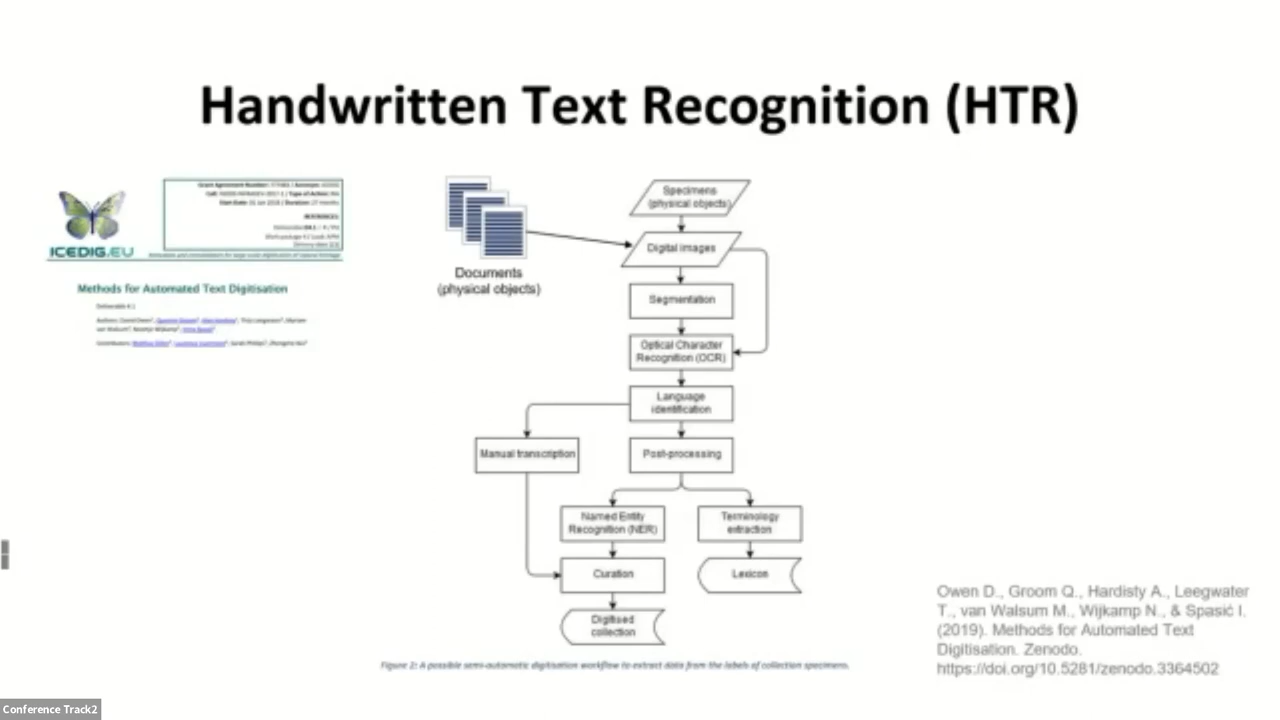 Handwritten Text Recognition (HTR)
ICEDIG.EU
Methods for Automated Text Digitisation
Documents
(physical objects)
Specimens
(physical objects)
Digital images
Segmentation
Optical Character
Recognition (OCR)
Language
identification
Manual transcription
Post-processing
Named Entity
Recognition (NER)
Terminology
extraction
Curation
Lexicon
Digitised
collection
Figure 2: A possible semi-automatic digitisation workflow to extract data from the labels of collection specimens.
Owen D., Groom Q., Hardisty A., Leegwater
T., van Walsum M., Wijkamp N., & Spasić I.
(2019). Methods for Automated Text
Digitisation. Zenodo.
https://doi.org/10.5281/zenodo.3364502
Conference Track2